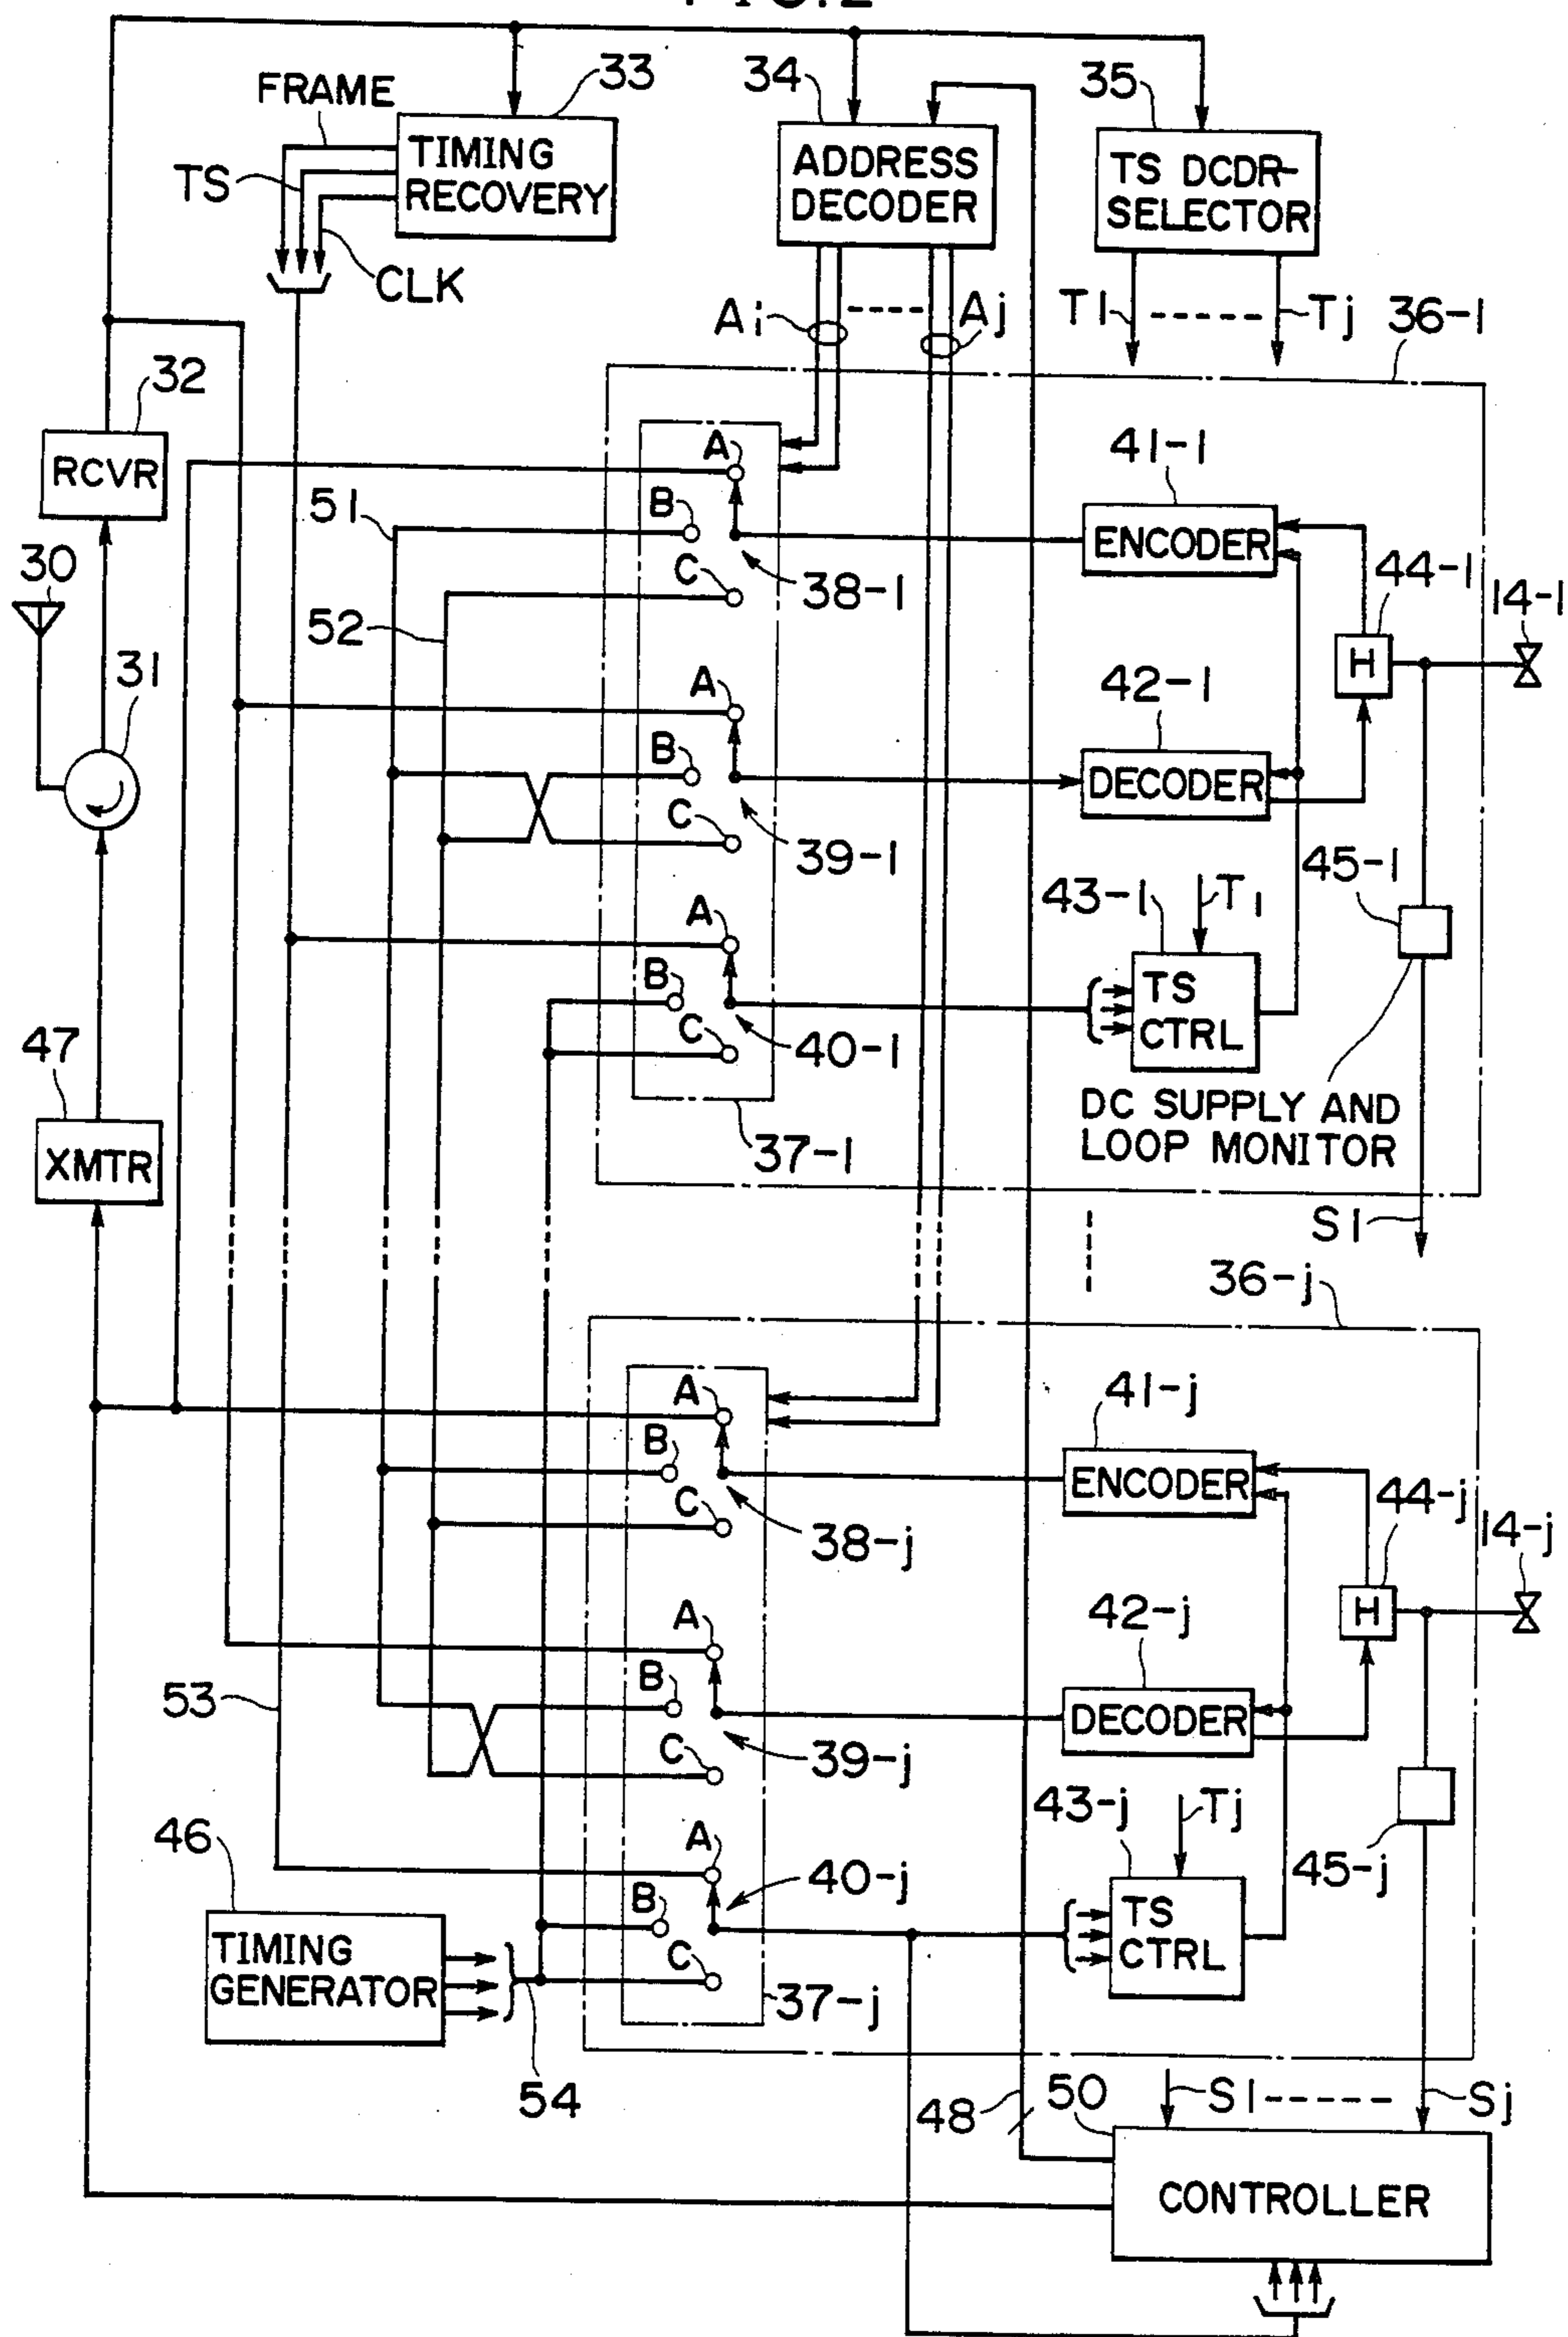 FIG.2
FRAME
33
34
35
TS
TIMING
RECOVERY
ADDRESS
DECODER
TS DCDR-
SELECTOR
CLK
Ai
Aj
T1
Tj
36-1
32
RCVR
A
41-1
51
B
ENCODER
44-1
14-1
30
C
38-1
52
H
31
A
42-1
B
DECODER
C
39-1
45-1
A
43-1
T1
B
TS
CTRL
47
C
40-1
XMTR
DC SUPPLY AND
LOOP MONITOR
37-1
S1
36-j
A
41-j
B
ENCODER
44-j
14-j
C
38-j
H
A
42-j
53
B
DECODER
C
39-j
43-j
Tj
46
A
40-j
45-j
B
TS
CTRL
TIMING
GENERATOR
C
37-j
54
48
50
S1
Sj
CONTROLLER